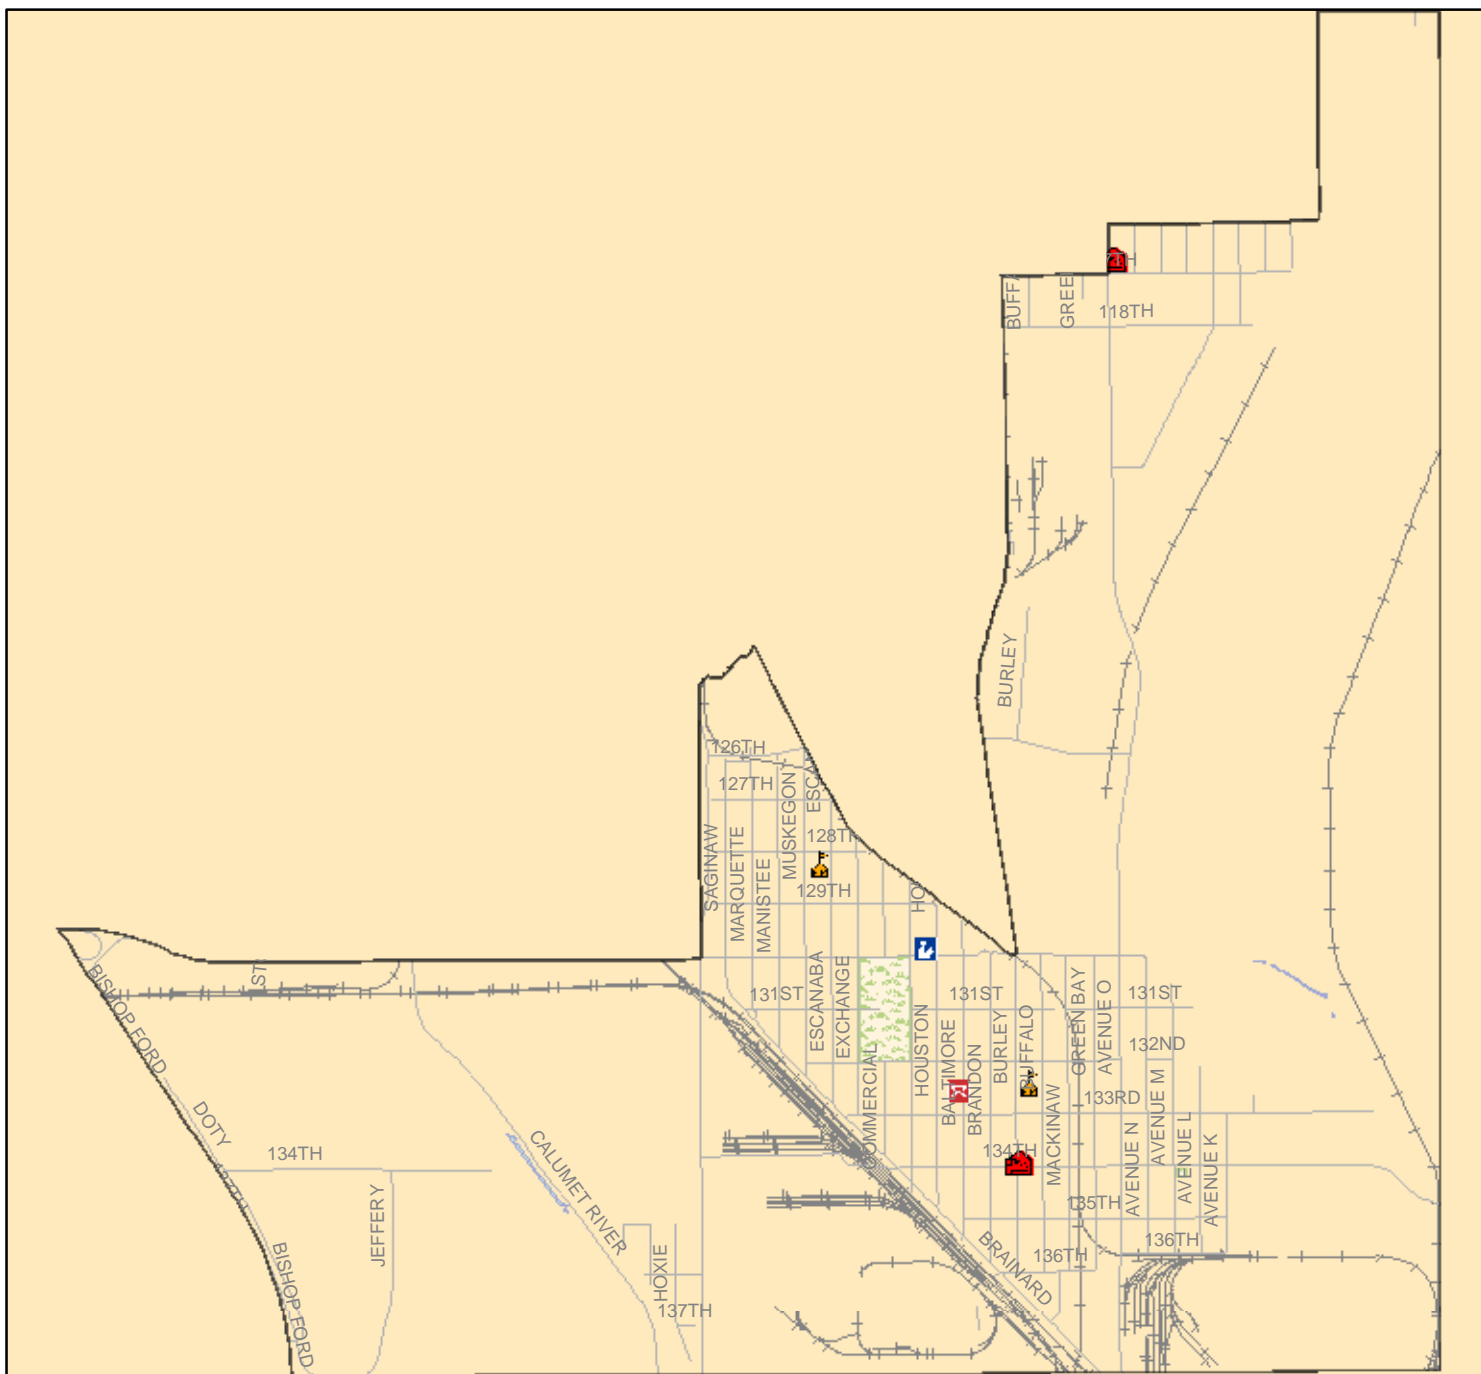 BUFF
GREE
118TH
BURLEY
126TH
127TH
ESCA
MUSKEGON
128TH
SAGINAW
MARQUETTE
MANISTEE
129TH
HO
BISHOP FORD
ST
131ST
ESCANABA
EXCHANGE
COMMERCIAL
HOUSTON
131ST
BALTIMORE
BRANDON
BURLEY
BUFFALO
GREEN BAY
AVENUE O
131ST
132ND
133RD
MACKINAW
134TH
AVENUE N
AVENUE M
AVENUE L
AVENUE K
135TH
136TH
136TH
BRAINARD
DOTY
134TH
JEFFERY
CALUMET RIVER
HOXIE
137TH
BISHOP FORD